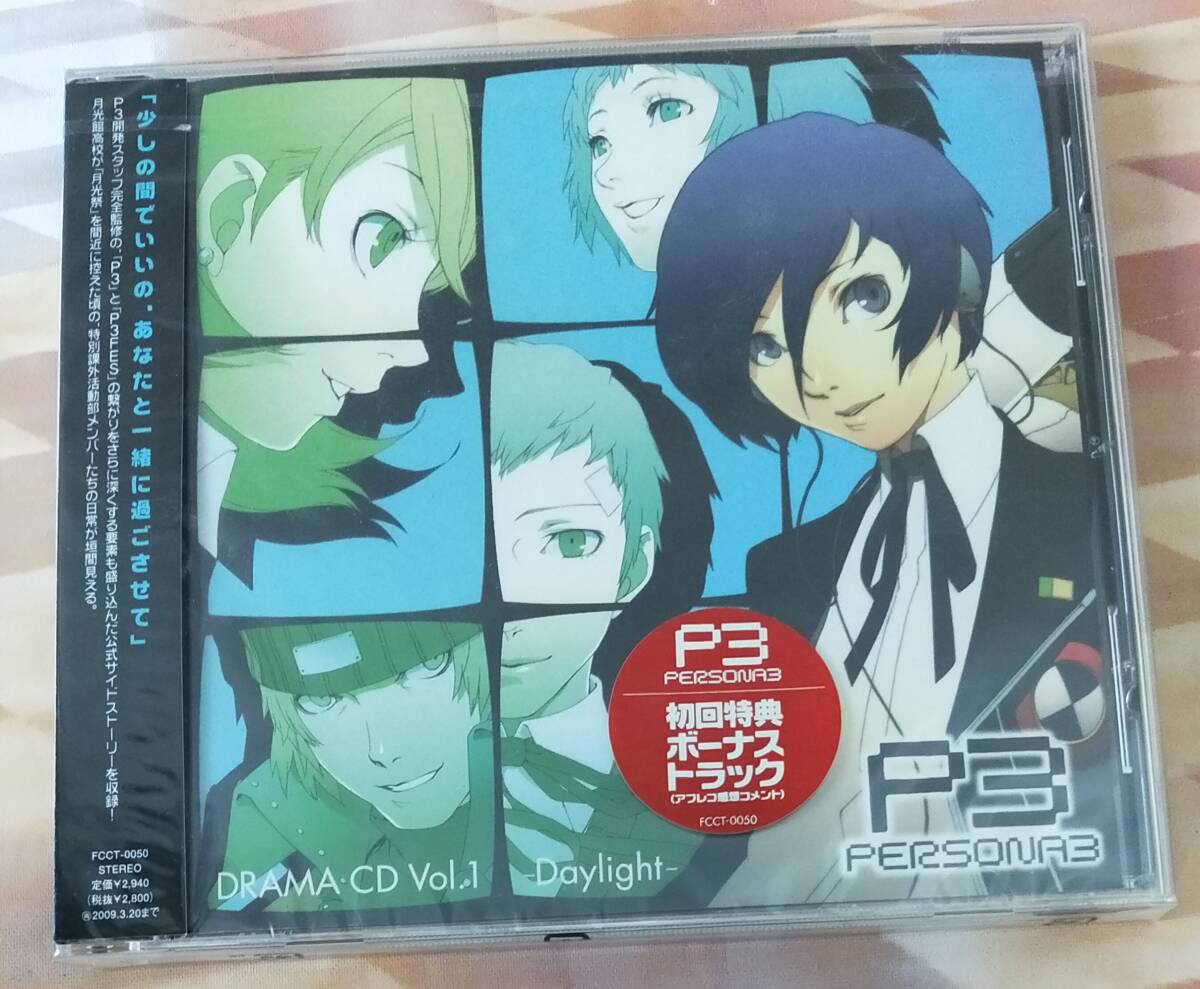 「少しの間でいいの。あなたと一緒に過ごさせて」
P3開発スタッフ完全監修の、「P3」と「P3FES」の繋がりをさらに深くする要素も盛り込んだ公式サイドストーリーを収録！
月光館高校が「月光祭」を間近に控えた頃の、特別課外活動部メンバーたちの日常が垣間見える。
FCCT-0050
STEREO
定価¥2,940
(税抜¥2,800)
Ⓡ2009.3.20まで
DRAMA・CD Vol.1 -Daylight-
P3
PERSONA3
初回特典
ボーナス
トラック
(アフレコ感想コメント)
FCCT-0050
P3
PERSONA3